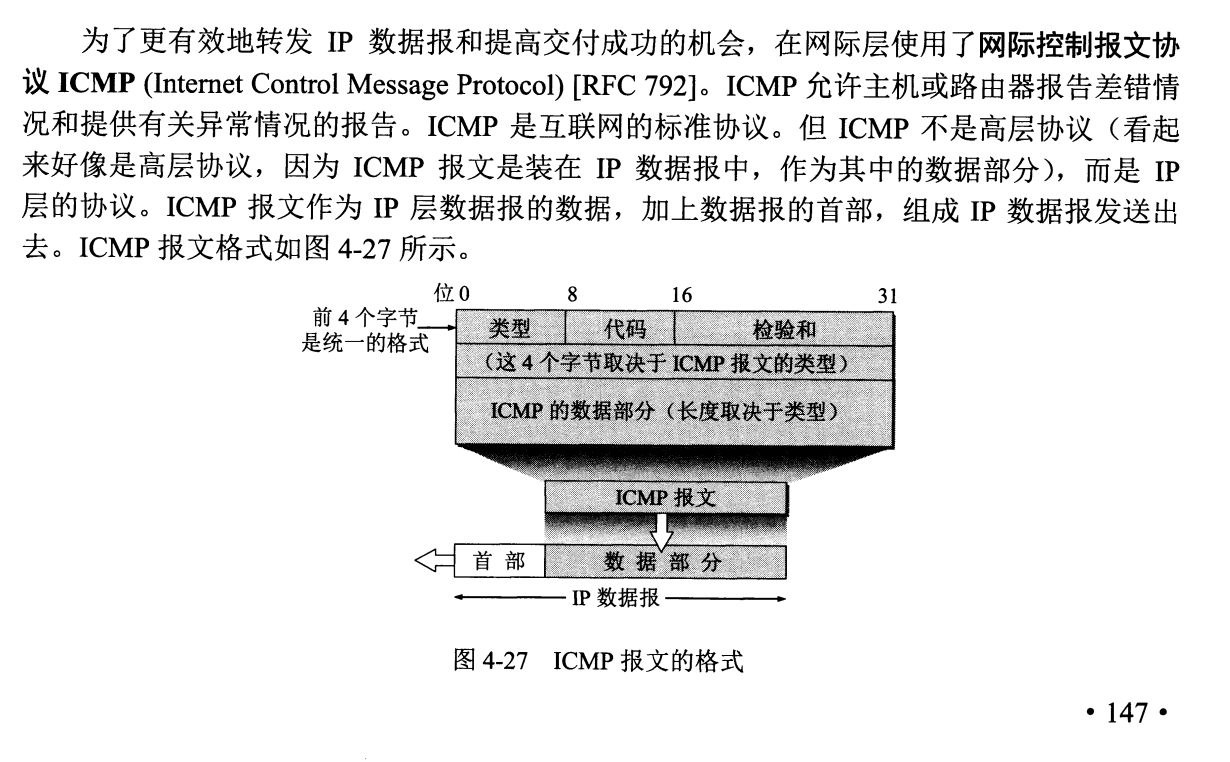 为了更有效地转发 IP 数据报和提高交付成功的机会，在网际层使用了网际控制报文协
议 ICMP (Internet Control Message Protocol) [RFC 792]。ICMP 允许主机或路由器报告差错情
况和提供有关异常情况的报告。ICMP 是互联网的标准协议。但 ICMP 不是高层协议（看起
来好像是高层协议，因为 ICMP 报文是装在 IP 数据报中，作为其中的数据部分），而是 IP
层的协议。ICMP 报文作为 IP 层数据报的数据，加上数据报的首部，组成 IP 数据报发送出
去。ICMP 报文格式如图 4-27 所示。
位 0 8 16 31
前 4 个字节
是统一的格式
类型 代码 检验和
（这 4 个字节取决于 ICMP 报文的类型）
ICMP 的数据部分（长度取决于类型）
ICMP 报文
首 部 数 据 部 分
IP 数据报
图 4-27 ICMP 报文的格式
·147·